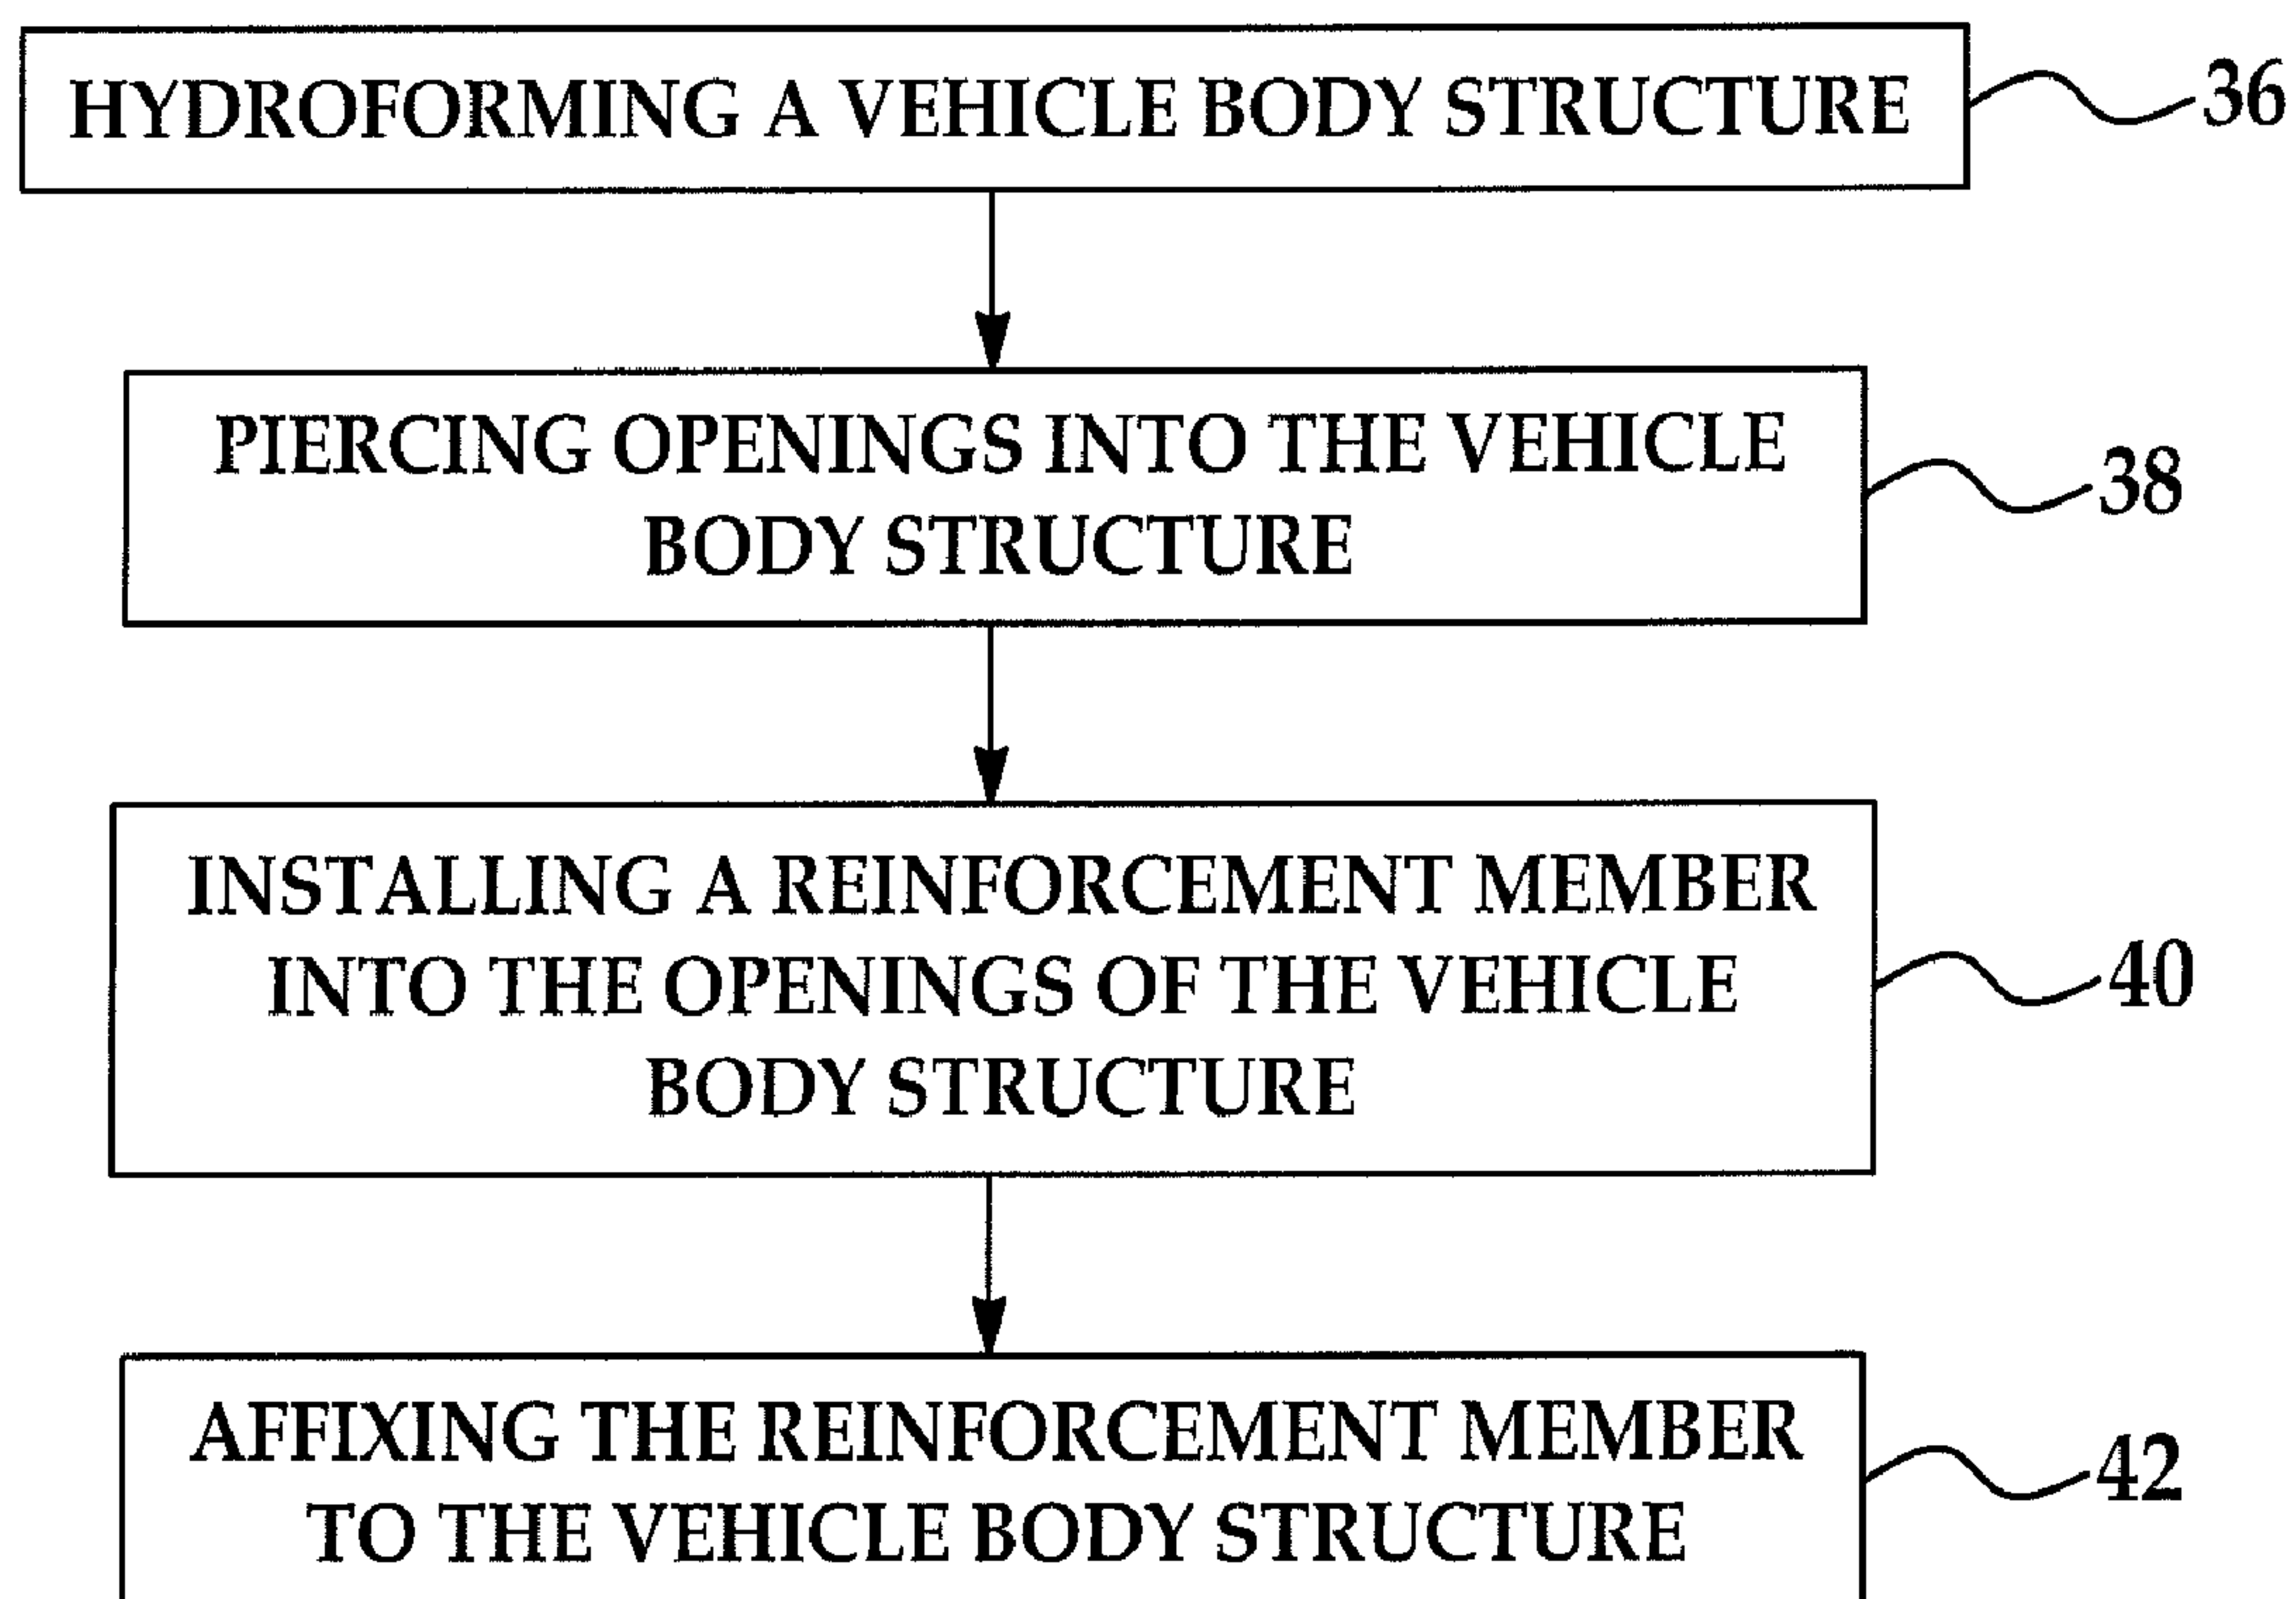 HYDROFORMING A VEHICLE BODY STRUCTURE
36
PIERCING OPENINGS INTO THE VEHICLE
BODY STRUCTURE
38
INSTALLING A REINFORCEMENT MEMBER
INTO THE OPENINGS OF THE VEHICLE
BODY STRUCTURE
40
AFFIXING THE REINFORCEMENT MEMBER
TO THE VEHICLE BODY STRUCTURE
42